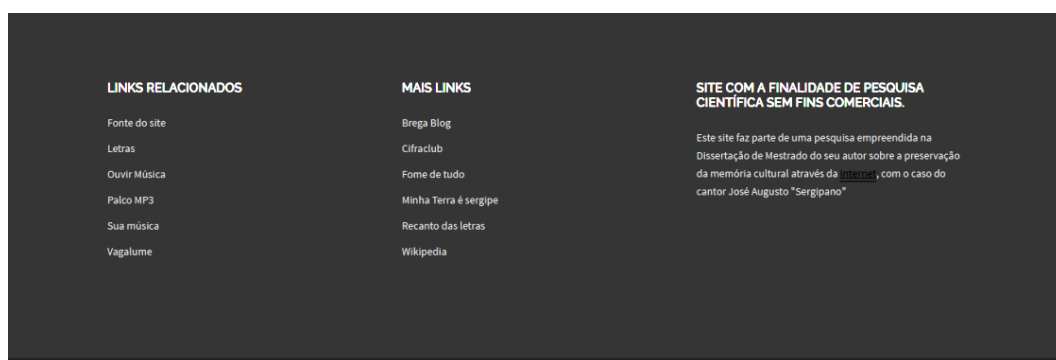 LINKS RELACIONADOS
Fonte do site
Letras
Ouvir Música
Palco MP3
Sua música
Vagalume
MAIS LINKS
Brega Blog
Cifraclub
Fome de tudo
Minha Terra é sergipe
Recanto das letras
Wikipedia
SITE COM A FINALIDADE DE PESQUISA
CIENTÍFICA SEM FINS COMERCIAIS.
Este site faz parte de uma pesquisa empreendida na
Dissertação de Mestrado do seu autor sobre a preservação
da memória cultural através da Internet, com o caso do
cantor José Augusto "Sergipano"